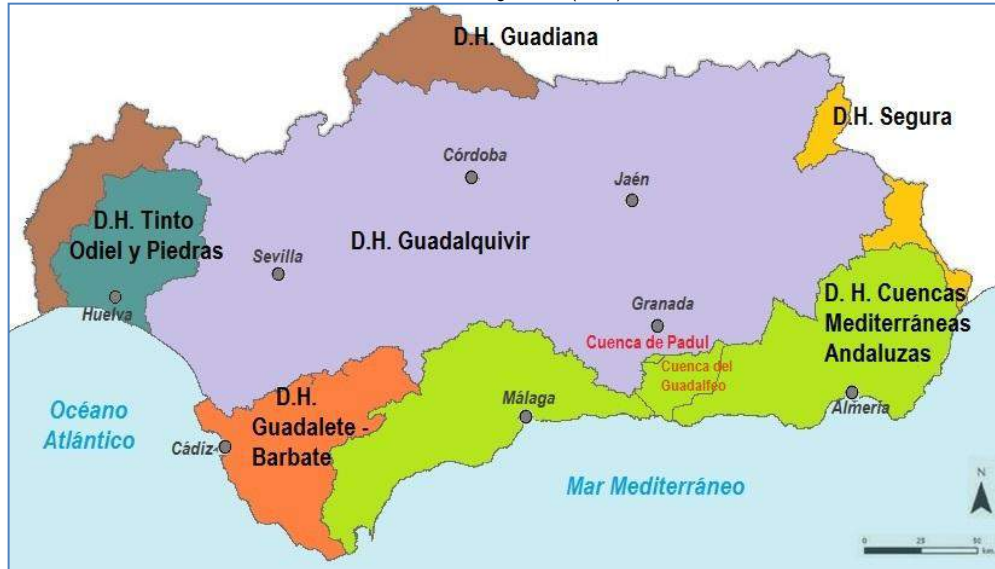 D.H. Guadiana
D.H. Segura
Córdoba
Jaén
D.H. Tinto
Odiel y Piedras
D.H. Guadalquivir
Sevilla
Huelva
Granada
D. H. Cuencas
Mediterráneas
Andaluzas
Cuenca de Padul
Cuenca del
Guadalfeo
Almería
Málaga
D.H.
Guadalete -
Barbate
Cádiz
Océano
Atlántico
Mar Mediterráneo
N
0 25 50
km.